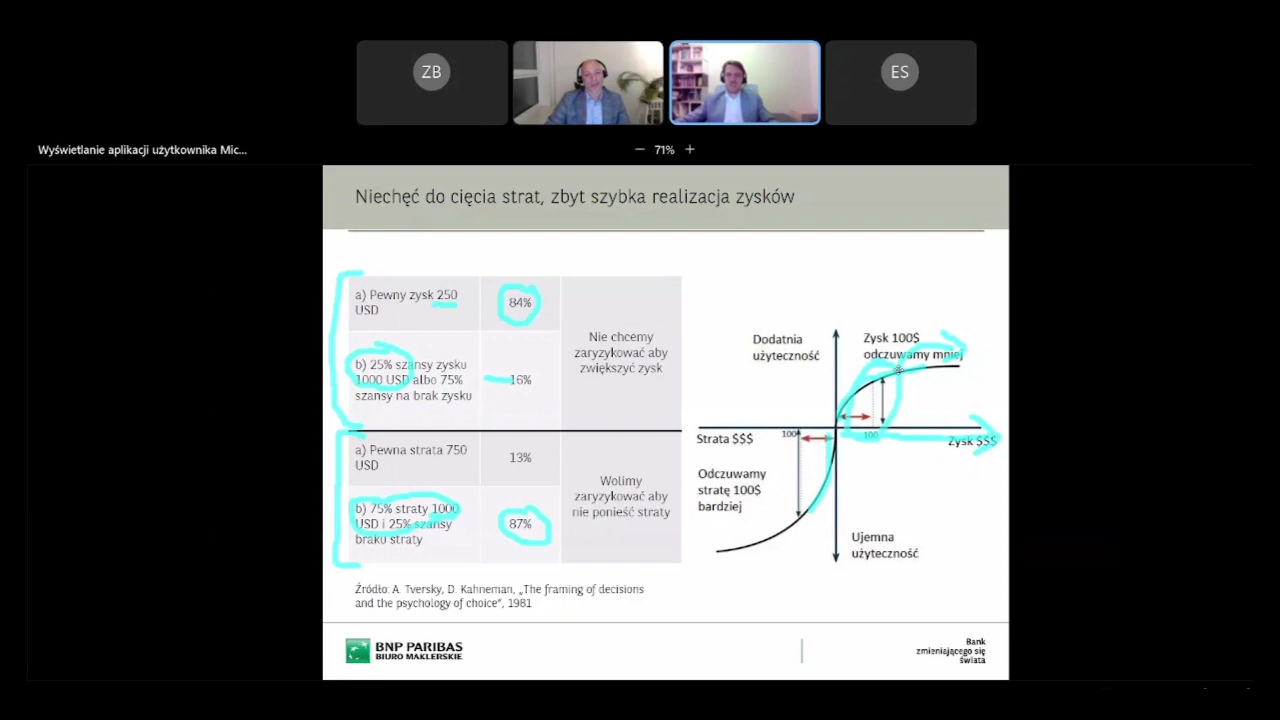 ZB
ES
Wyświetlanie aplikacji użytkownika Mic...
71%
Niechęć do cięcia strat, zbyt szybka realizacja zysków
a) Pewny zysk 250
USD
84%
b) 25% szansy zysku
1000 USD albo 75%
szansy na brak zysku
16%
Nie chcemy
zaryzykować aby
zwiększyć zysk
a) Pewna strata 750
USD
13%
b) 75% straty 1000
USD i 25% szansy
braku straty
87%
Wolimy
zaryzykować aby
nie ponieść straty
Dodatnia
użyteczność
Zysk 100$
odczuwamy mniej
Strata $$$
100
100
Zysk $$$
Odczuwamy
stratę 100$
bardziej
Ujemna
użyteczność
Źródło: A. Tversky, D. Kahneman, „The framing of decisions
and the psychology of choice", 1981
BNP PARIBAS
BIURO MAKLERSKIE
Bank
zmieniającego się
świata